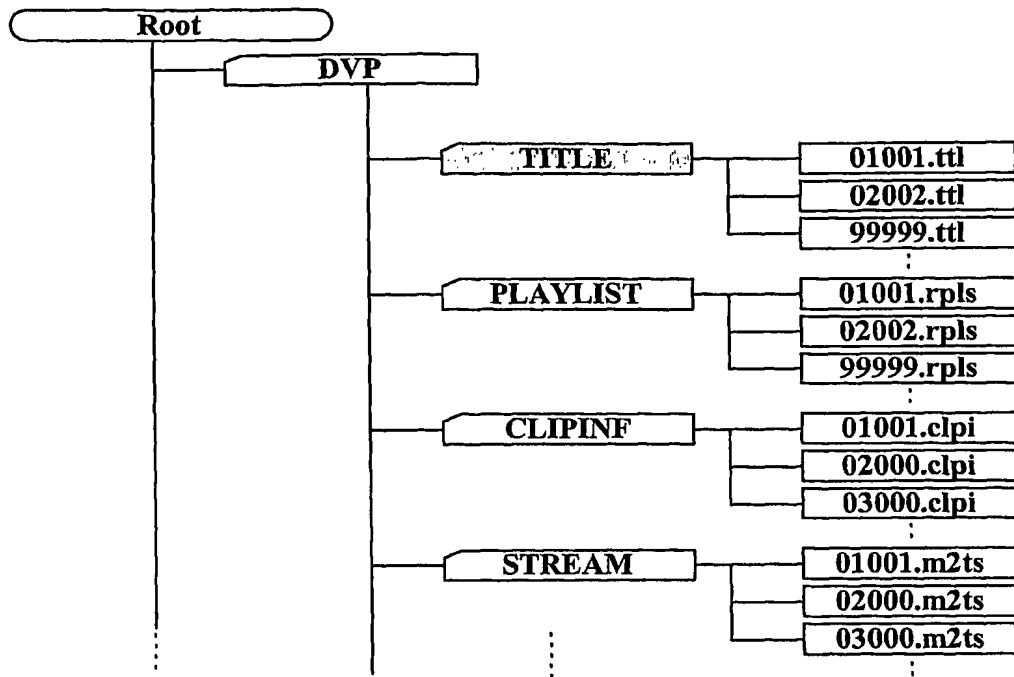 Root
DVP
TITLE
01001.ttl
02002.ttl
99999.ttl
PLAYLIST
01001.rpls
02002.rpls
99999.rpls
CLIPINF
01001.clpi
02000.clpi
03000.clpi
STREAM
01001.m2ts
02000.m2ts
03000.m2ts